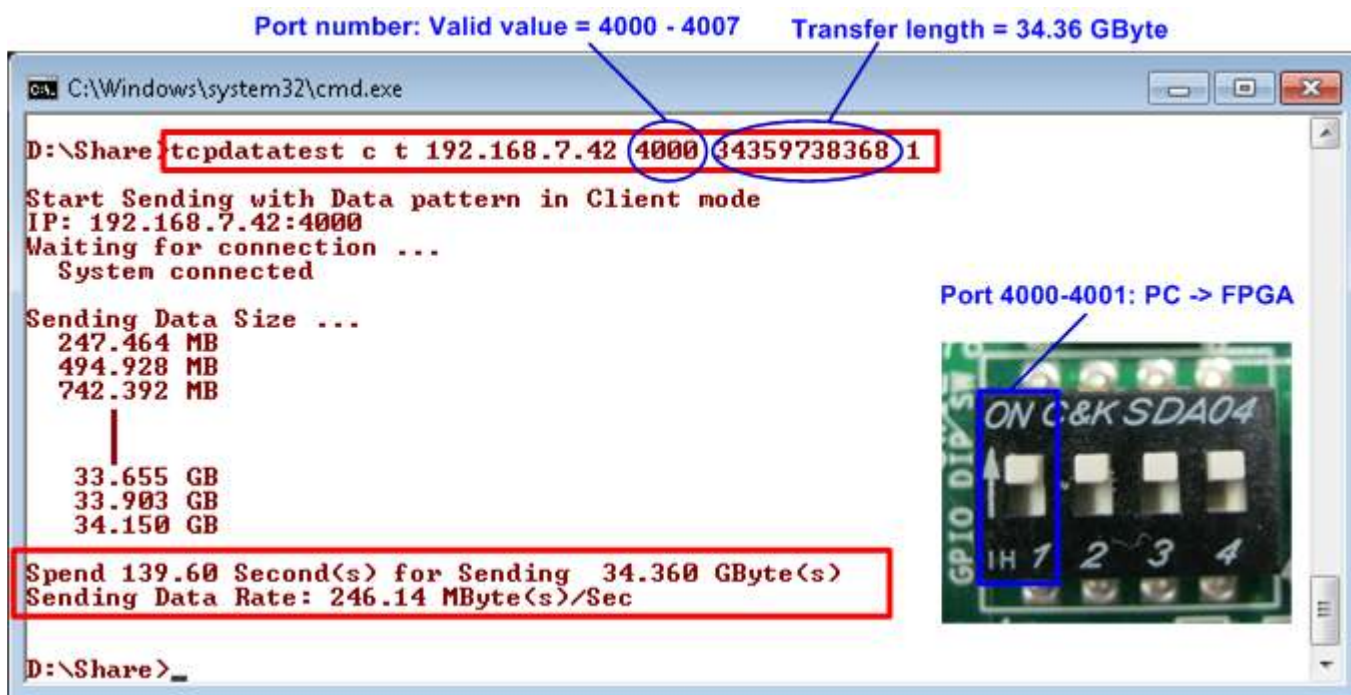 Port number: Valid value = 4000 - 4007
Transfer length = 34.36 GByte
C:\Windows\system32\cmd.exe
D:\Share>tcpdatatest c t 192.168.7.42 4000 34359738368 1
Start Sending with Data pattern in Client mode
IP: 192.168.7.42:4000
Waiting for connection ...
System connected
Sending Data Size ...
247.464 MB
494.928 MB
742.392 MB
33.655 GB
33.903 GB
34.150 GB
Spend 139.60 Second(s) for Sending 34.360 GByte(s)
Sending Data Rate: 246.14 MByte(s)/Sec
D:\Share>_
Port 4000-4001: PC -> FPGA
ON C&K SDA04
GPIO DIP SW
1 2 3 4